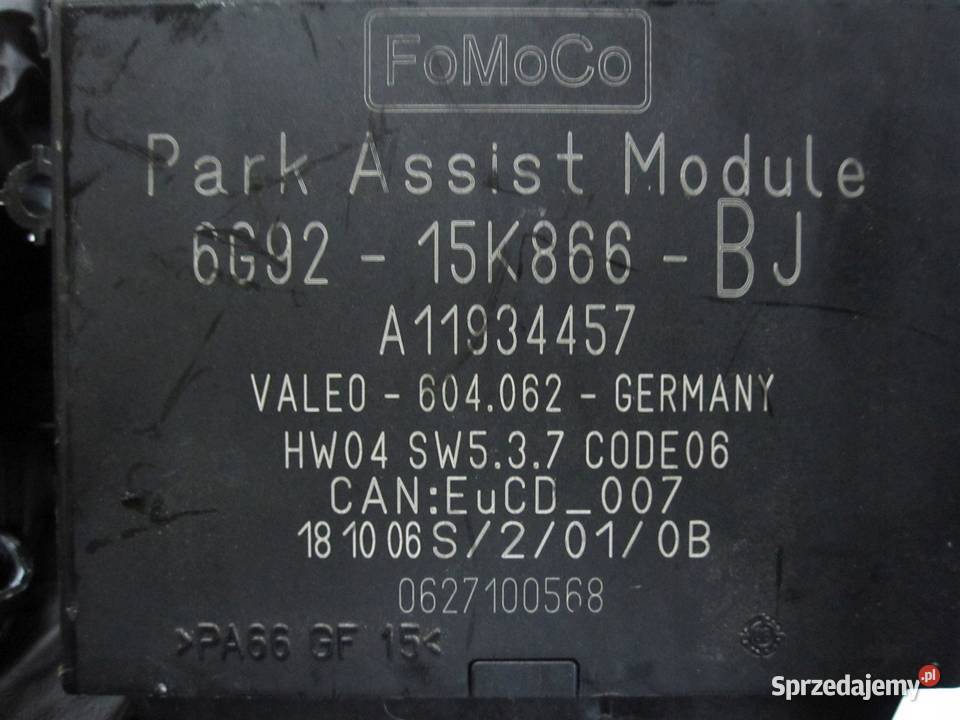 FoMoCo
Park Assist Module
6G92 - 15K866 - BJ
A11934457
VALEO - 604.062 - GERMANY
HW04 SW5.3.7 CODE06
CAN:EuCD_007
18 10 06 S/2/01/0B
0627100568
>PA66 GF 15<
Sprzedajemy.pl